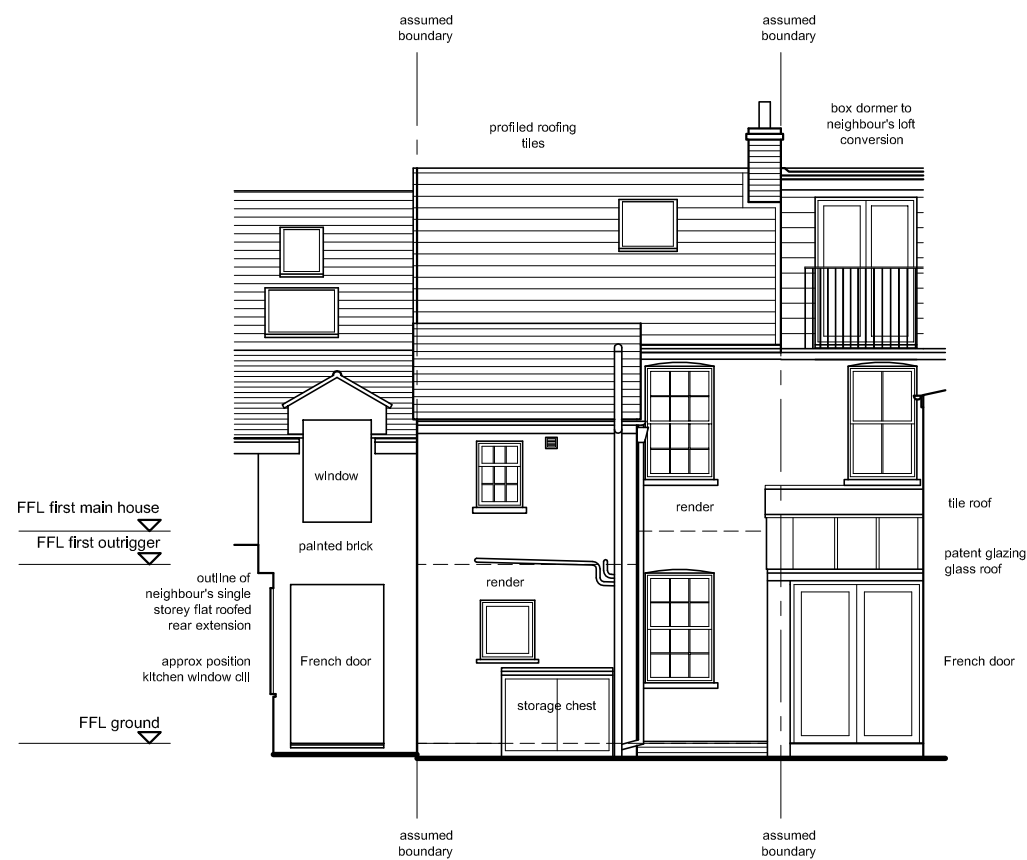 assumed
boundary
assumed
boundary
profiled roofing
tiles
box dormer to
neighbour's loft
conversion
window
FFL first main house
render
tile roof
FFL first outrigger
painted brick
patent glazing
glass roof
outline of
neighbour's single
storey flat roofed
rear extension
render
approx position
kitchen window cill
French door
French door
storage chest
FFL ground
assumed
boundary
assumed
boundary